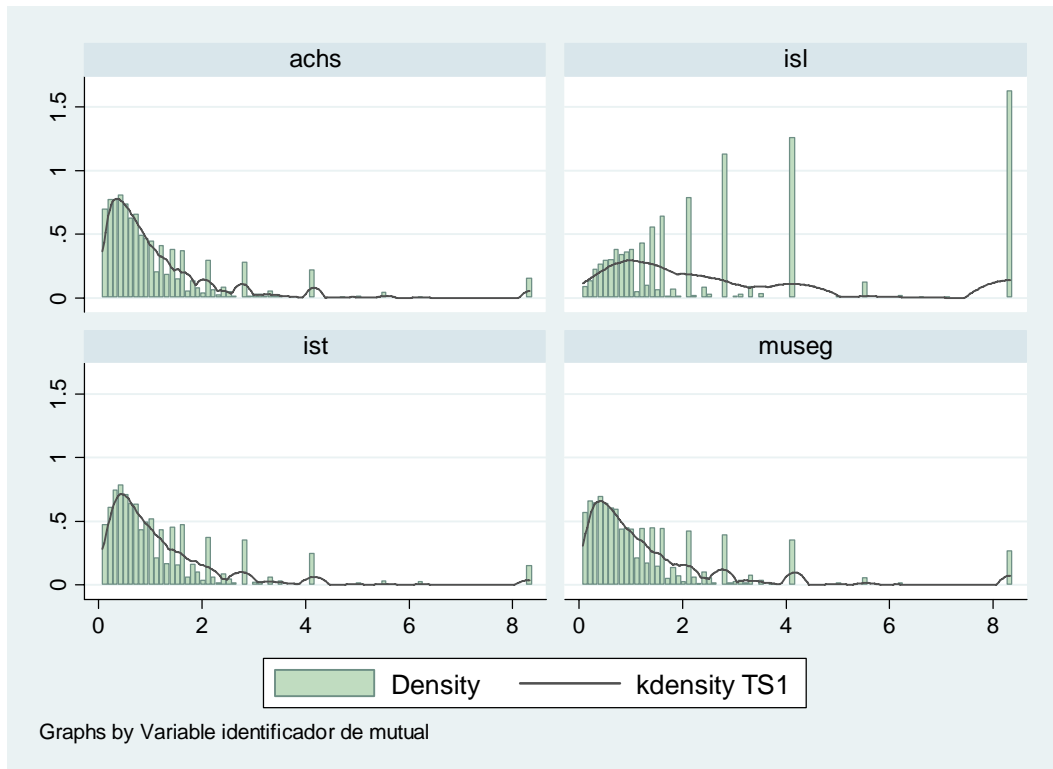 achs
isl
0
.5
1
1.5
ist
museg
0
.5
1
1.5
0
2
4
6
8
0
2
4
6
8
Density
kdensity TS1
Graphs by Variable identificador de mutual